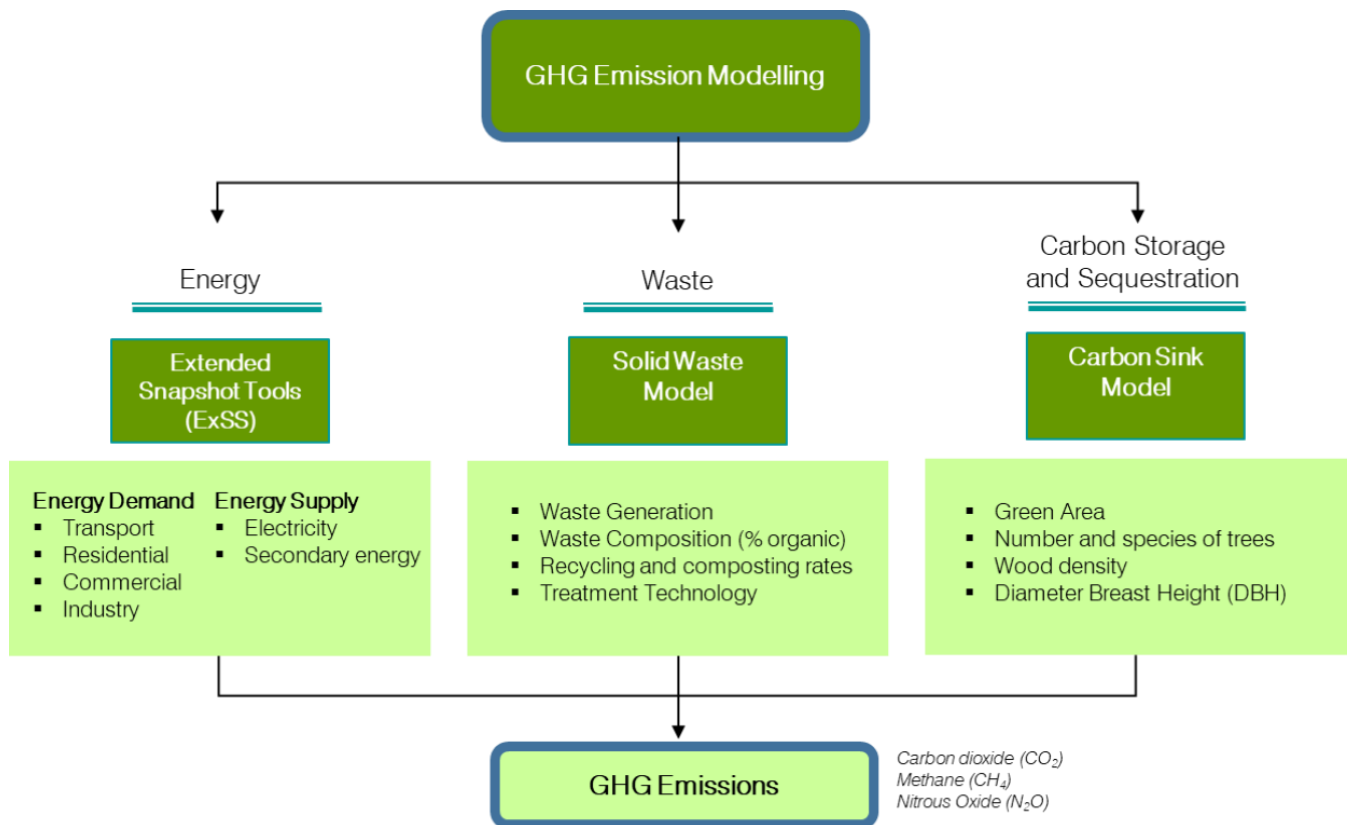 GHG Emission Modelling
Energy
Waste
Carbon Storage
and Sequestration
Extended
Snapshot Tools
(ExSS)
Solid Waste
Model
Carbon Sink
Model
Energy Demand
▪ Transport
▪ Residential
▪ Commercial
▪ Industry
Energy Supply
▪ Electricity
▪ Secondary energy
▪ Waste Generation
▪ Waste Composition (% organic)
▪ Recycling and composting rates
▪ Treatment Technology
▪ Green Area
▪ Number and species of trees
▪ Wood density
▪ Diameter Breast Height (DBH)
GHG Emissions
Carbon dioxide (CO₂)
Methane (CH₄)
Nitrous Oxide (N₂O)